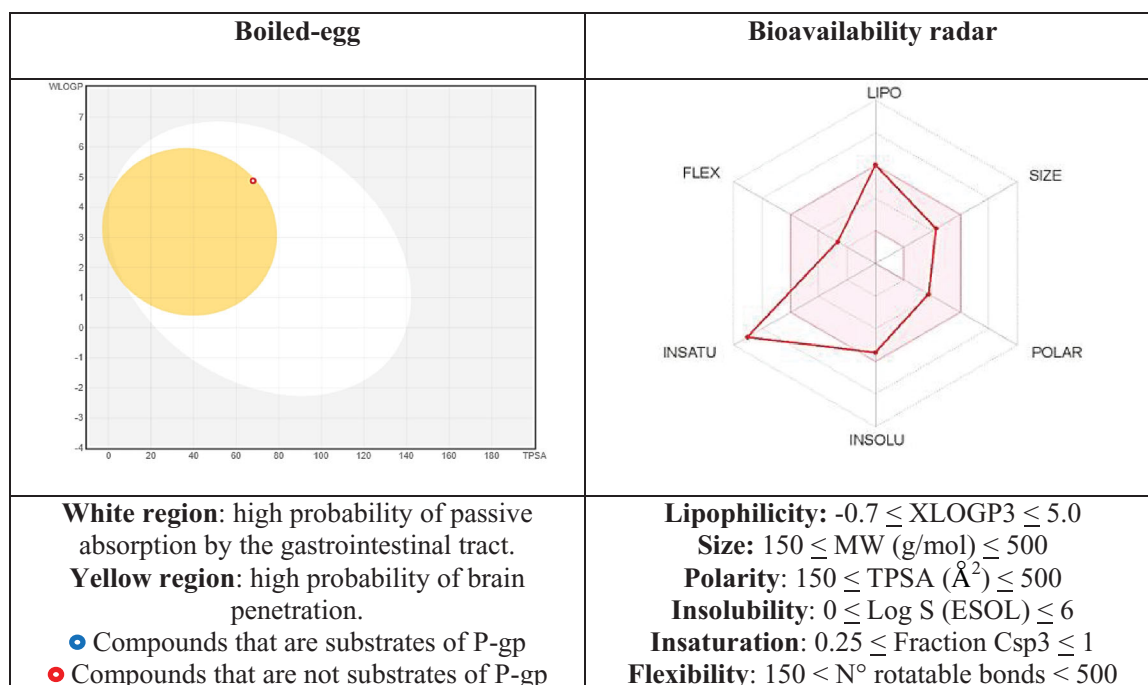 Boiled-egg
Bioavailability radar
WLOGP
7
6
5
4
3
2
1
0
-1
-2
-3
-4
0 20 40 60 80 100 120 140 160 180 TPSA
LIPO
FLEX
SIZE
INSATU
POLAR
INSOLU
White region: high probability of passive
absorption by the gastrointestinal tract.
Yellow region: high probability of brain
penetration.
Compounds that are substrates of P-gp
Compounds that are not substrates of P-gp
Lipophilicity: -0.7 ≤ XLOGP3 ≤ 5.0
Size: 150 ≤ MW (g/mol) ≤ 500
Polarity: 150 ≤ TPSA (Å²) ≤ 500
Insolubility: 0 ≤ Log S (ESOL) ≤ 6
Insaturation: 0.25 ≤ Fraction Csp3 ≤ 1
Flexibility: 150 < N° rotatable bonds < 500